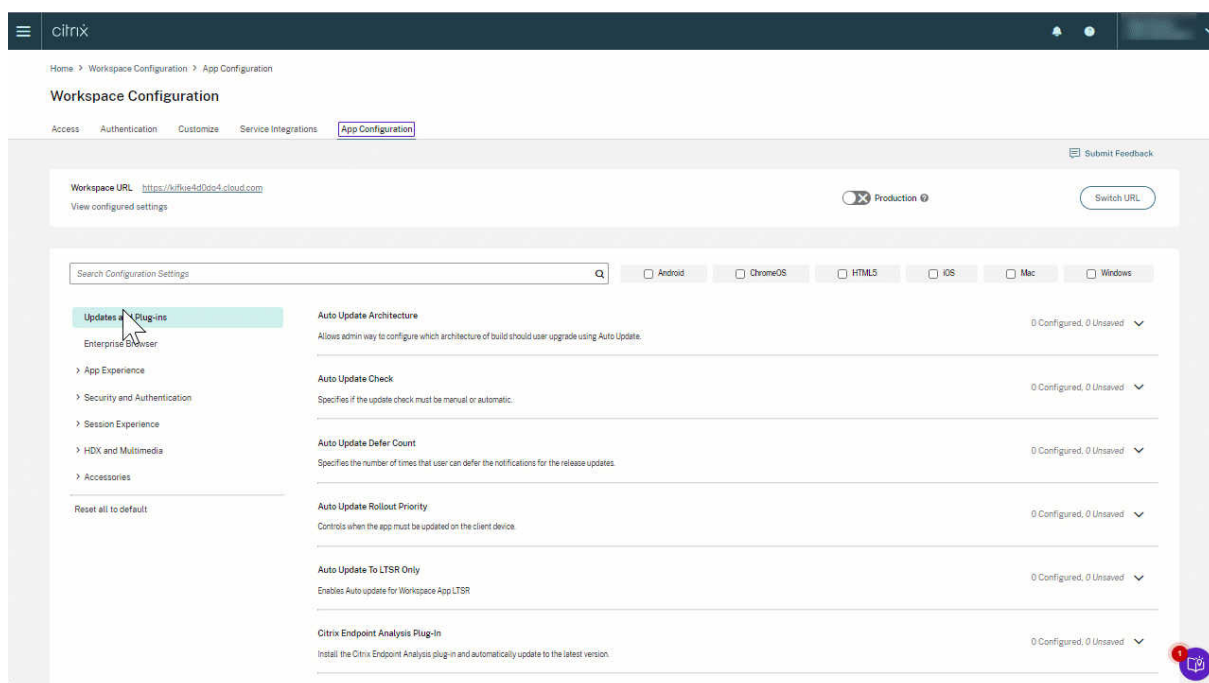 citrix
Home > Workspace Configuration > App Configuration
Workspace Configuration
Access Authentication Customize Service Integrations App Configuration
Submit Feedback
Workspace URL https://kifkie4d0do4.cloud.com
View configured settings
Production
Switch URL
Search Configuration Settings
Android ChromeOS HTML5 iOS Mac Windows
Updates and Plug-ins
Enterprise Browser
> App Experience
> Security and Authentication
> Session Experience
> HDX and Multimedia
> Accessories
Reset all to default
Auto Update Architecture
Allows admin way to configure which architecture of build should user upgrade using Auto Update.
0 Configured, 0 Unsaved
Auto Update Check
Specifies if the update check must be manual or automatic.
0 Configured, 0 Unsaved
Auto Update Defer Count
Specifies the number of times that user can defer the notifications for the release updates.
0 Configured, 0 Unsaved
Auto Update Rollout Priority
Controls when the app must be updated on the client device.
0 Configured, 0 Unsaved
Auto Update To LTSR Only
Enables Auto update for Workspace App LTSR
0 Configured, 0 Unsaved
Citrix Endpoint Analysis Plug-In
Install the Citrix Endpoint Analysis plug-in and automatically update to the latest version.
0 Configured, 0 Unsaved
1